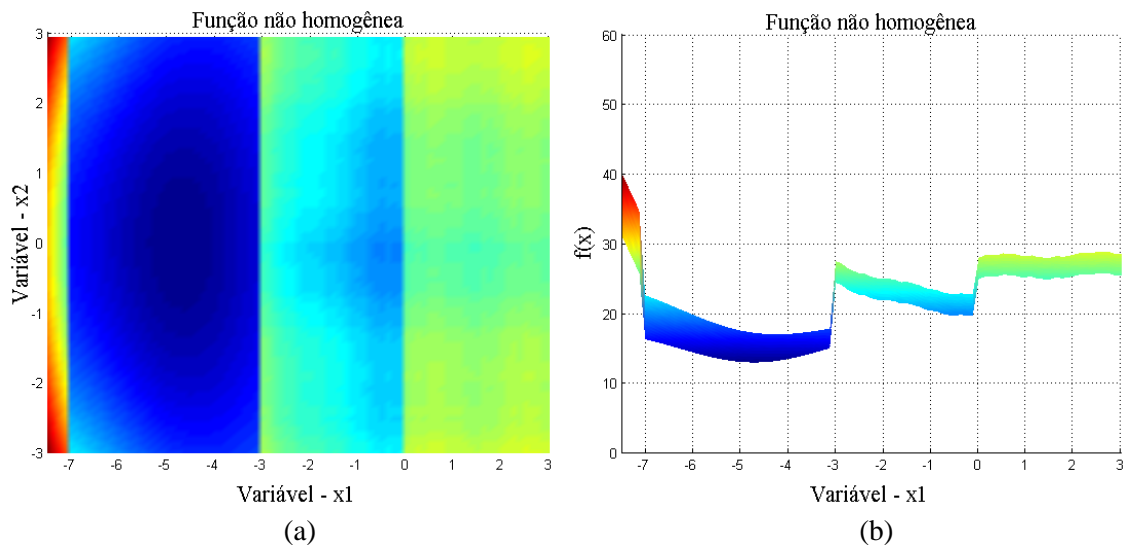 Função não homogênea
3
2
1
0
-1
-2
-3
Variável - x2
-7 -6 -5 -4 -3 -2 -1 0 1 2 3
Variável - x1
(a)
Função não homogênea
60
50
40
30
20
10
0
f(x)
-7 -6 -5 -4 -3 -2 -1 0 1 2 3
Variável - x1
(b)